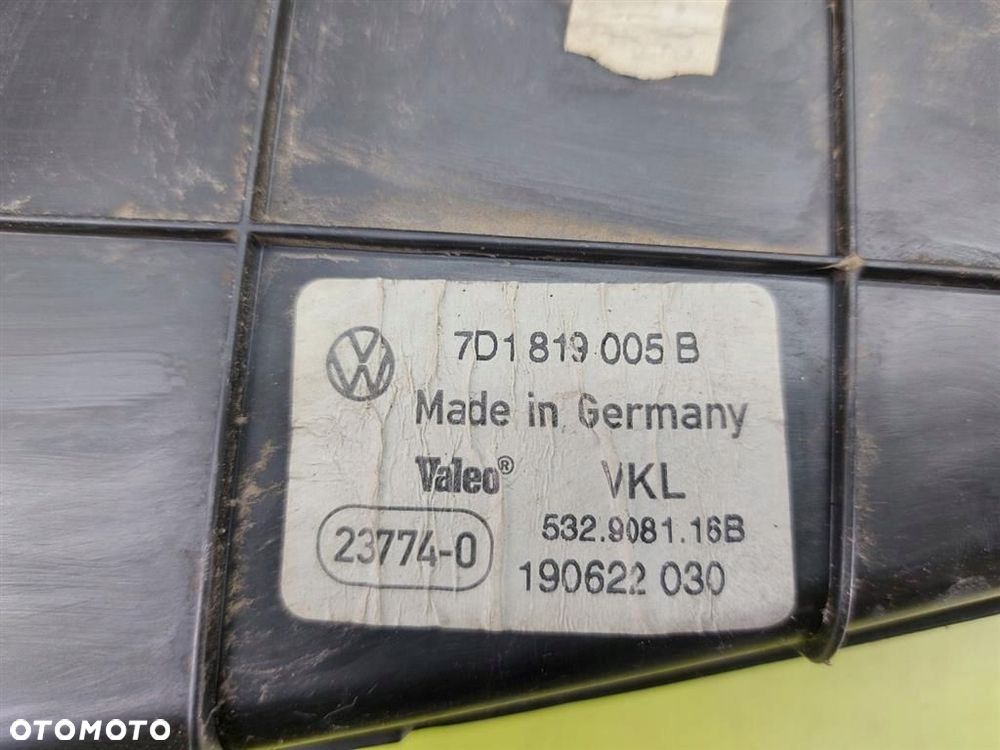 7D1 819 005 B
Made in Germany
Valeo® VKL
532.9081.16B
23774-0
190622 030
OTOMOTO